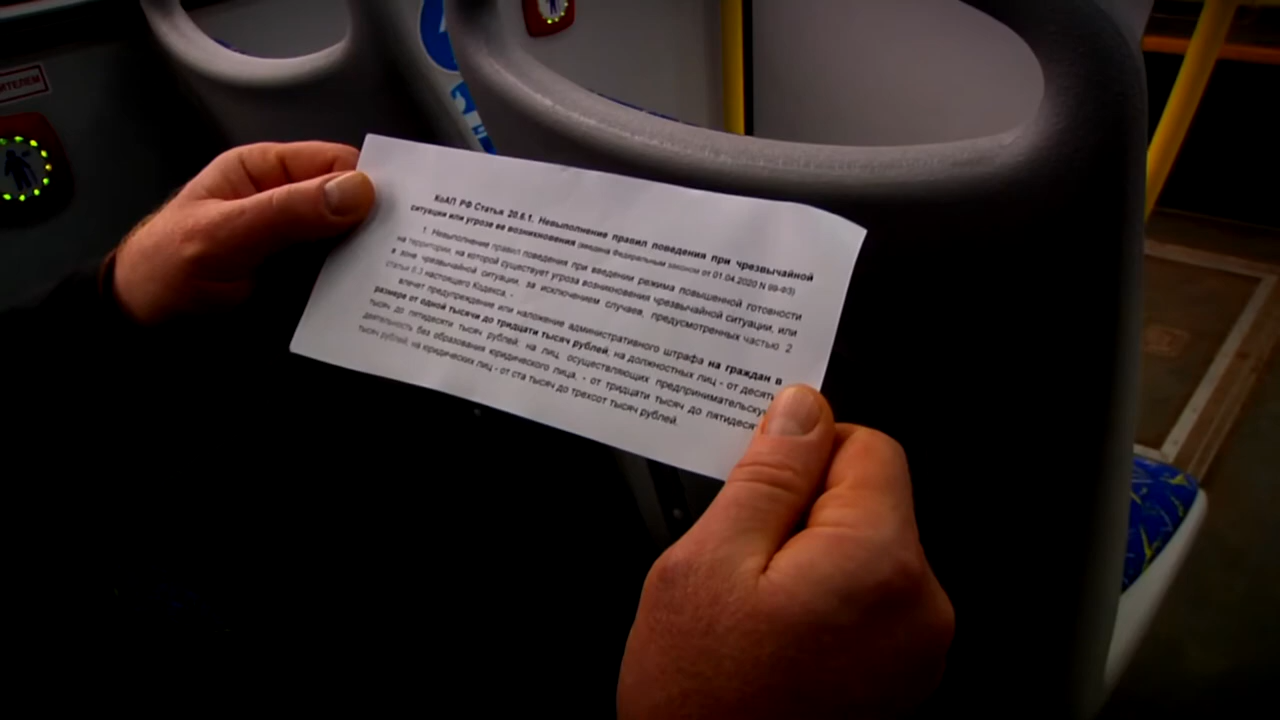 ИТЕЛЕМ
КоАП РФ Статья 20.6.1. Невыполнение правил поведения при чрезвычайной
ситуации или угрозе ее возникновения (введена Федеральным законом от 01.04.2020 N 99-ФЗ)
1. Невыполнение правил поведения при введении режима повышенной готовности
на территории, на которой существует угроза возникновения чрезвычайной ситуации, или
в зоне чрезвычайной ситуации, за исключением случаев, предусмотренных частью 2
статьи 6.3 настоящего Кодекса, -
влечет предупреждение или наложение административного штрафа на граждан в
размере от одной тысячи до тридцати тысяч рублей; на должностных лиц - от десяти
тысяч до пятидесяти тысяч рублей; на лиц, осуществляющих предпринимательскую
деятельность без образования юридического лица, - от тридцати тысяч до пятидеся
тысяч рублей; на юридических лиц - от ста тысяч до трехсот тысяч рублей.